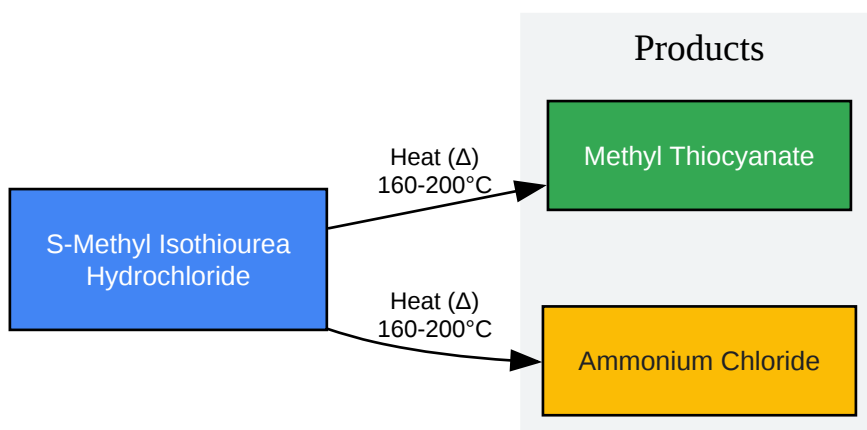 Products
Heat (Δ)
160-200°C
Methyl Thiocyanate
S-Methyl Isothiourea
Hydrochloride
Heat (Δ)
160-200°C
Ammonium Chloride